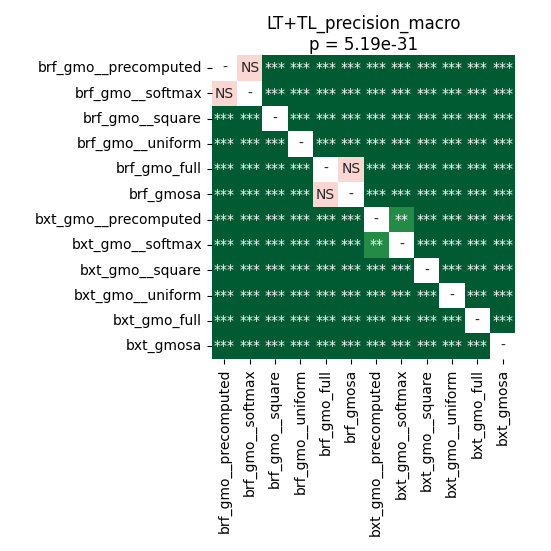 LT+TL_precision_macro
p = 5.19e-31
brf_gmo__precomputed - NS *** *** *** *** *** *** *** *** *** ***
brf_gmo__softmax NS - *** *** *** *** *** *** *** *** *** ***
brf_gmo__square *** *** - *** *** *** *** *** *** *** *** ***
brf_gmo__uniform *** *** *** - *** *** *** *** *** *** *** ***
brf_gmo_full *** *** *** *** - NS *** *** *** *** *** ***
brf_gmosa *** *** *** *** NS - *** *** *** *** *** ***
bxt_gmo__precomputed *** *** *** *** *** *** - ** *** *** *** ***
bxt_gmo__softmax *** *** *** *** *** *** ** - *** *** *** ***
bxt_gmo__square *** *** *** *** *** *** *** *** - *** *** ***
bxt_gmo__uniform *** *** *** *** *** *** *** *** *** - *** ***
bxt_gmo_full *** *** *** *** *** *** *** *** *** *** - ***
bxt_gmosa *** *** *** *** *** *** *** *** *** *** *** -
brf_gmo__precomputed
brf_gmo__softmax
brf_gmo__square
brf_gmo__uniform
brf_gmo_full
brf_gmosa
bxt_gmo__precomputed
bxt_gmo__softmax
bxt_gmo__square
bxt_gmo__uniform
bxt_gmo_full
bxt_gmosa